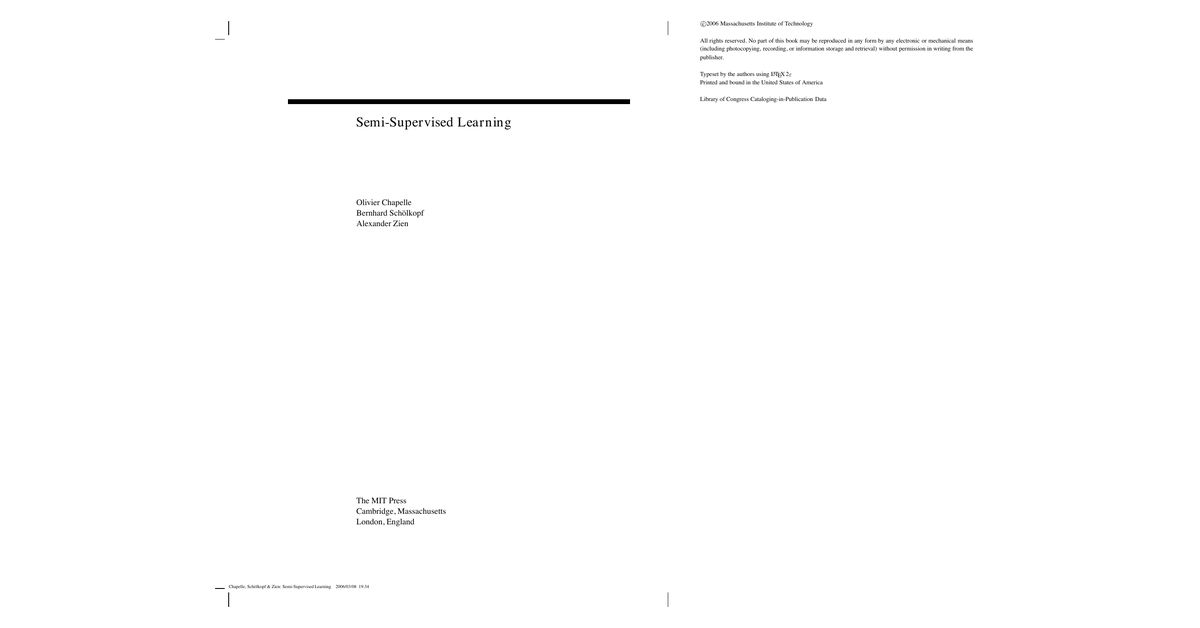 Semi-Supervised Learning
Olivier Chapelle
Bernhard Schölkopf
Alexander Zien
The MIT Press
Cambridge, Massachusetts
London, England
Chapelle, Schölkopf & Zien: Semi-Supervised Learning 2006/03/08 19:34
©2006 Massachusetts Institute of Technology
All rights reserved. No part of this book may be reproduced in any form by any electronic or mechanical means
(including photocopying, recording, or information storage and retrieval) without permission in writing from the
publisher.
Typeset by the authors using LATEX 2ε
Printed and bound in the United States of America
Library of Congress Cataloging-in-Publication Data